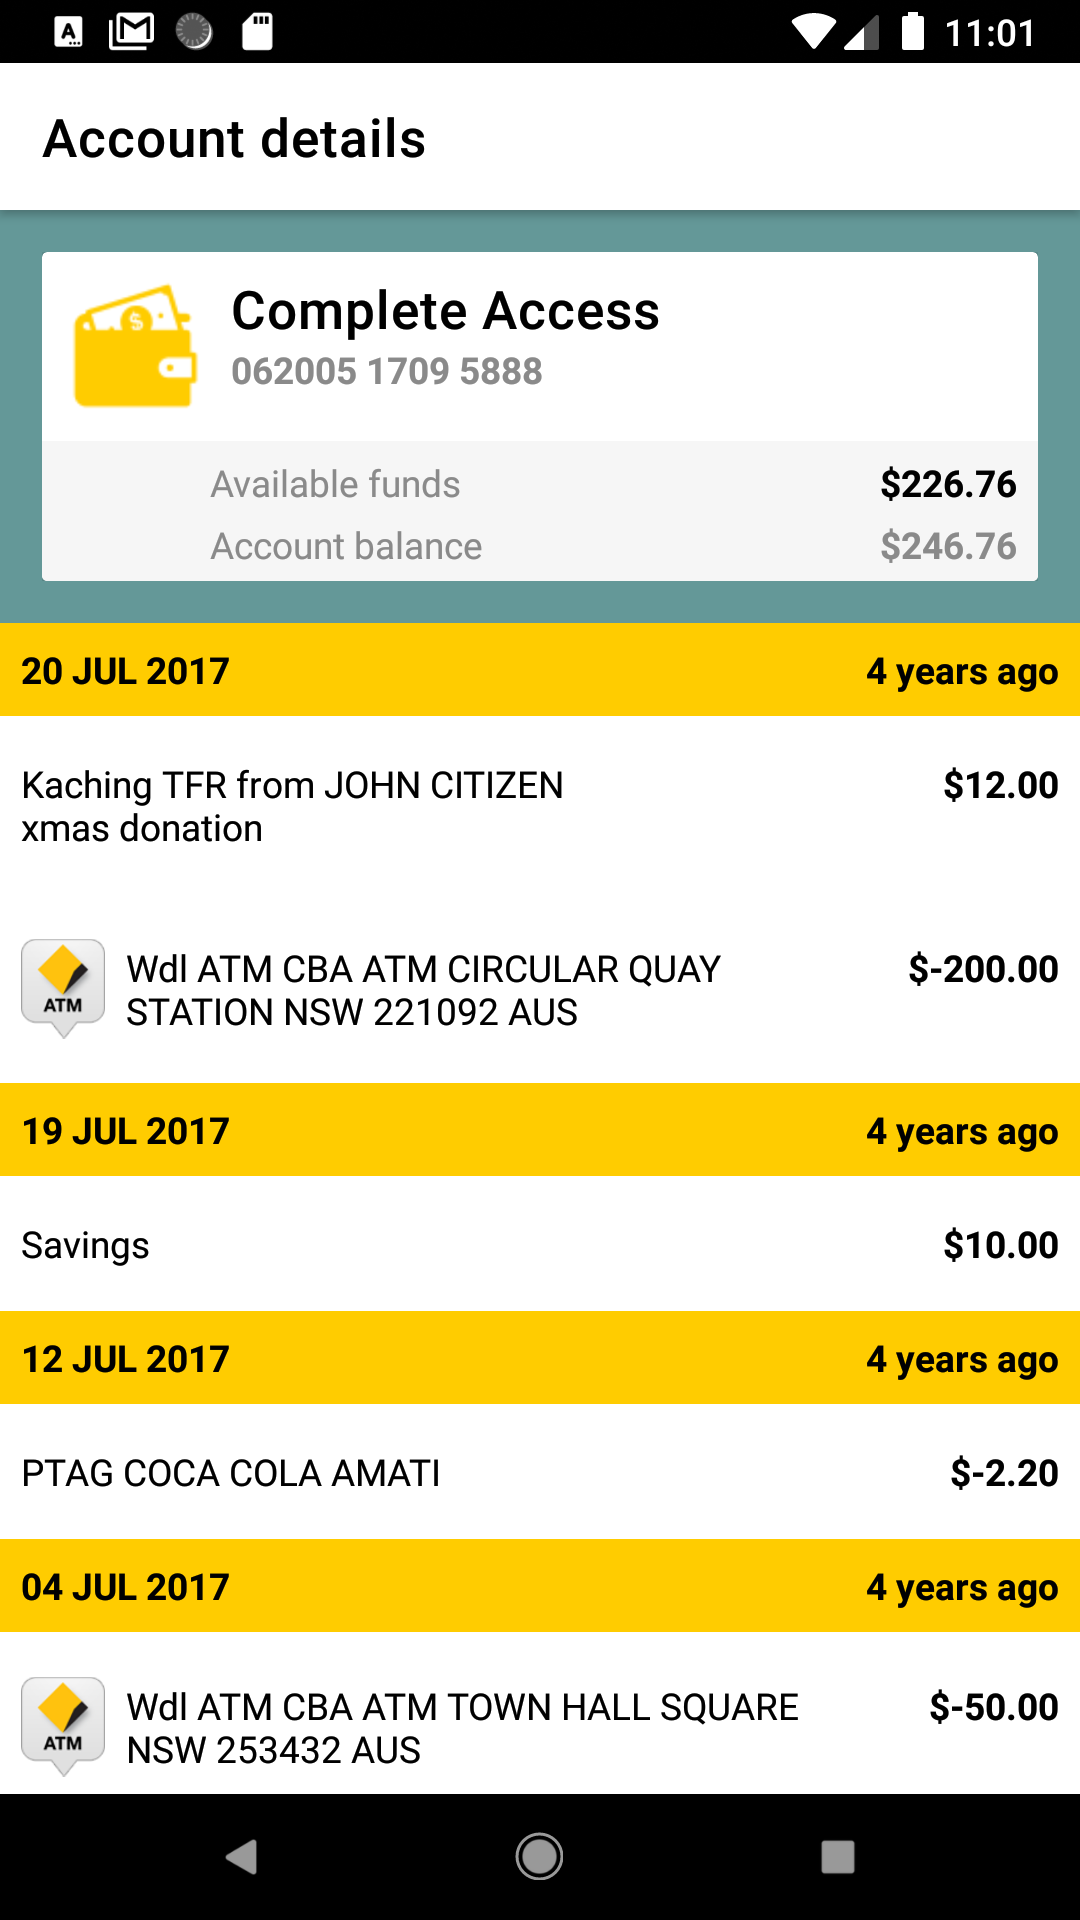 11:01
Account details
Complete Access
062005 1709 5888
Available funds $226.76
Account balance $246.76
20 JUL 2017 4 years ago
Kaching TFR from JOHN CITIZEN $12.00
xmas donation
Wdl ATM CBA ATM CIRCULAR QUAY $-200.00
ATM STATION NSW 221092 AUS
19 JUL 2017 4 years ago
Savings $10.00
12 JUL 2017 4 years ago
PTAG COCA COLA AMATI $-2.20
04 JUL 2017 4 years ago
Wdl ATM CBA ATM TOWN HALL SQUARE $-50.00
ATM NSW 253432 AUS